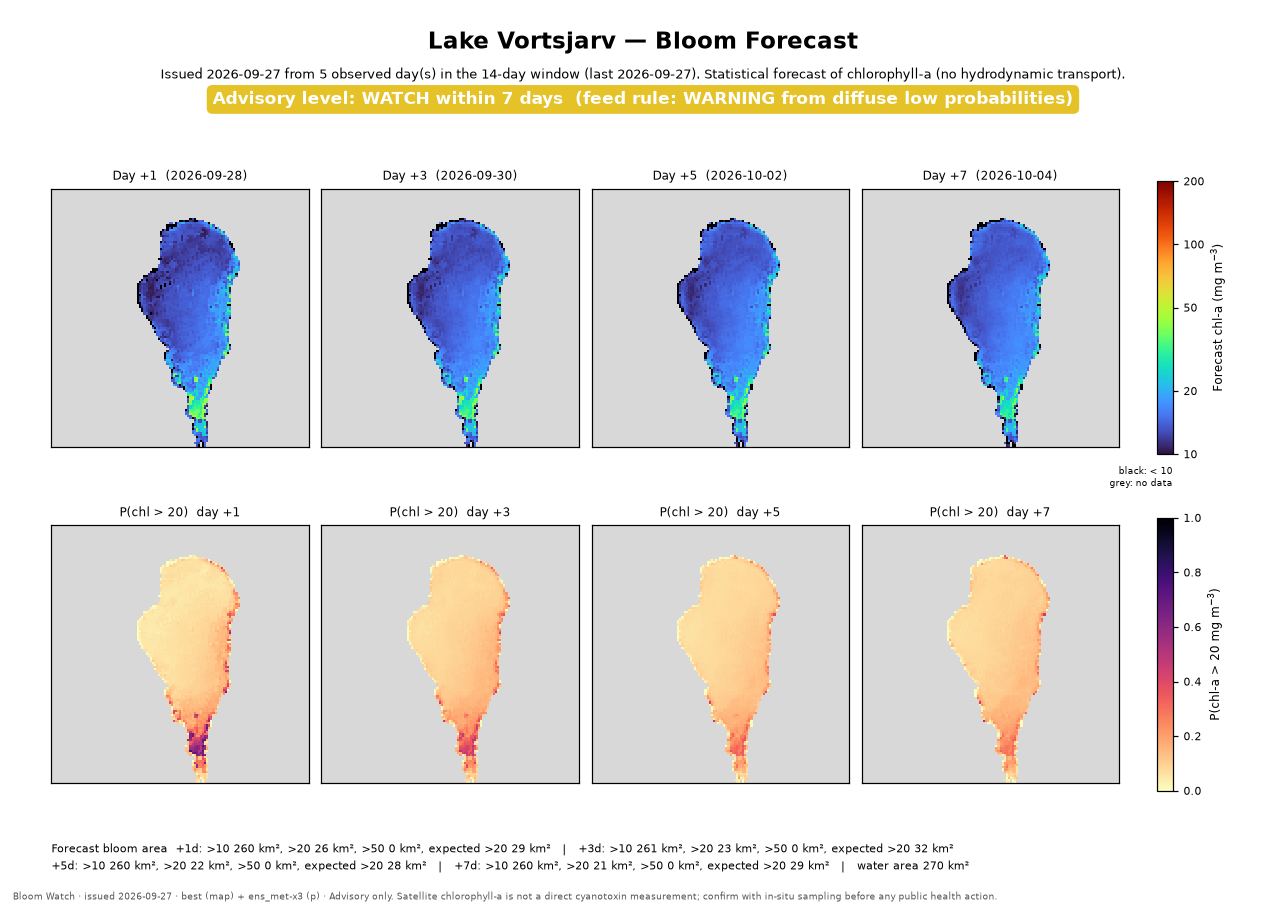 Lake Vortsjarv — Bloom Forecast
Issued 2026-09-27 from 5 observed day(s) in the 14-day window (last 2026-09-27). Statistical forecast of chlorophyll-a (no hydrodynamic transport).
Advisory level: WATCH within 7 days  (feed rule: WARNING from diffuse low probabilities)
Day +1  (2026-09-28)
Day +3  (2026-09-30)
Day +5  (2026-10-02)
Day +7  (2026-10-04)
200
100
50
20
10
Forecast chl-a (mg m⁻³)
black: < 10
grey: no data
P(chl > 20)  day +1
P(chl > 20)  day +3
P(chl > 20)  day +5
P(chl > 20)  day +7
1.0
0.8
0.6
0.4
0.2
0.0
P(chl-a > 20 mg m⁻³)
Forecast bloom area  +1d: >10 260 km², >20 26 km², >50 0 km², expected >20 29 km²  |  +3d: >10 261 km², >20 23 km², >50 0 km², expected >20 32 km²
+5d: >10 260 km², >20 22 km², >50 0 km², expected >20 28 km²  |  +7d: >10 260 km², >20 21 km², >50 0 km², expected >20 29 km²  |  water area 270 km²
Bloom Watch · issued 2026-09-27 · best (map) + ens_met-x3 (p) · Advisory only. Satellite chlorophyll-a is not a direct cyanotoxin measurement; confirm with in-situ sampling before any public health action.